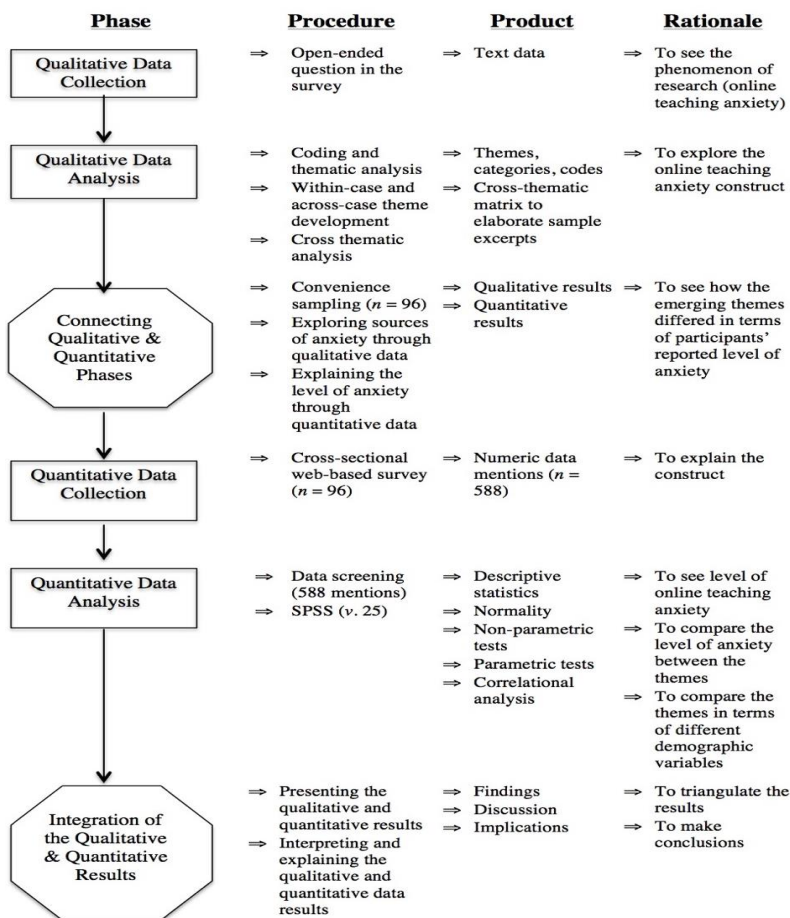 Phase
Procedure
Product
Rationale
Qualitative Data
Collection
⇒ Open-ended
question in the
survey
⇒ Text data
⇒ To see the
phenomenon of
research (online
teaching anxiety)
Qualitative Data
Analysis
⇒ Coding and
thematic analysis
⇒ Within-case and
across-case theme
development
⇒ Cross thematic
analysis
⇒ Themes,
categories, codes
⇒ Cross-thematic
matrix to
elaborate sample
excerpts
⇒ To explore the
online teaching
anxiety construct
Connecting
Qualitative &
Quantitative
Phases
⇒ Convenience
sampling (n = 96)
⇒ Exploring sources
of anxiety through
qualitative data
⇒ Explaining the
level of anxiety
through
quantitative data
⇒ Qualitative results
⇒ Quantitative
results
⇒ To see how the
emerging themes
differed in terms
of participants’
reported level of
anxiety
Quantitative Data
Collection
⇒ Cross-sectional
web-based survey
(n = 96)
⇒ Numeric data
mentions (n =
588)
⇒ To explain the
construct
Quantitative Data
Analysis
⇒ Data screening
(588 mentions)
⇒ SPSS (v. 25)
⇒ Descriptive
statistics
⇒ Normality
⇒ Non-parametric
tests
⇒ Parametric tests
⇒ Correlational
analysis
⇒ To see level of
online teaching
anxiety
⇒ To compare the
level of anxiety
between the
themes
⇒ To compare the
themes in terms
of different
demographic
variables
Integration of
the Qualitative
& Quantitative
Results
⇒ Presenting the
qualitative and
quantitative results
⇒ Interpreting and
explaining the
qualitative and
quantitative data
results
⇒ Findings
⇒ Discussion
⇒ Implications
⇒ To triangulate the
results
⇒ To make
conclusions